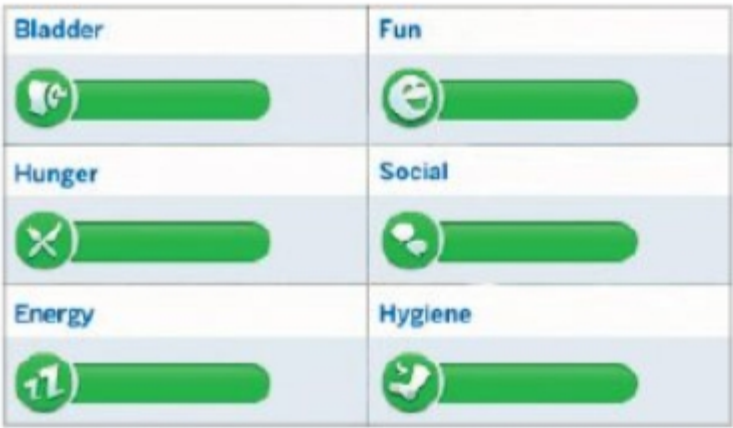 Bladder
Fun
Hunger
Social
Energy
Hygiene